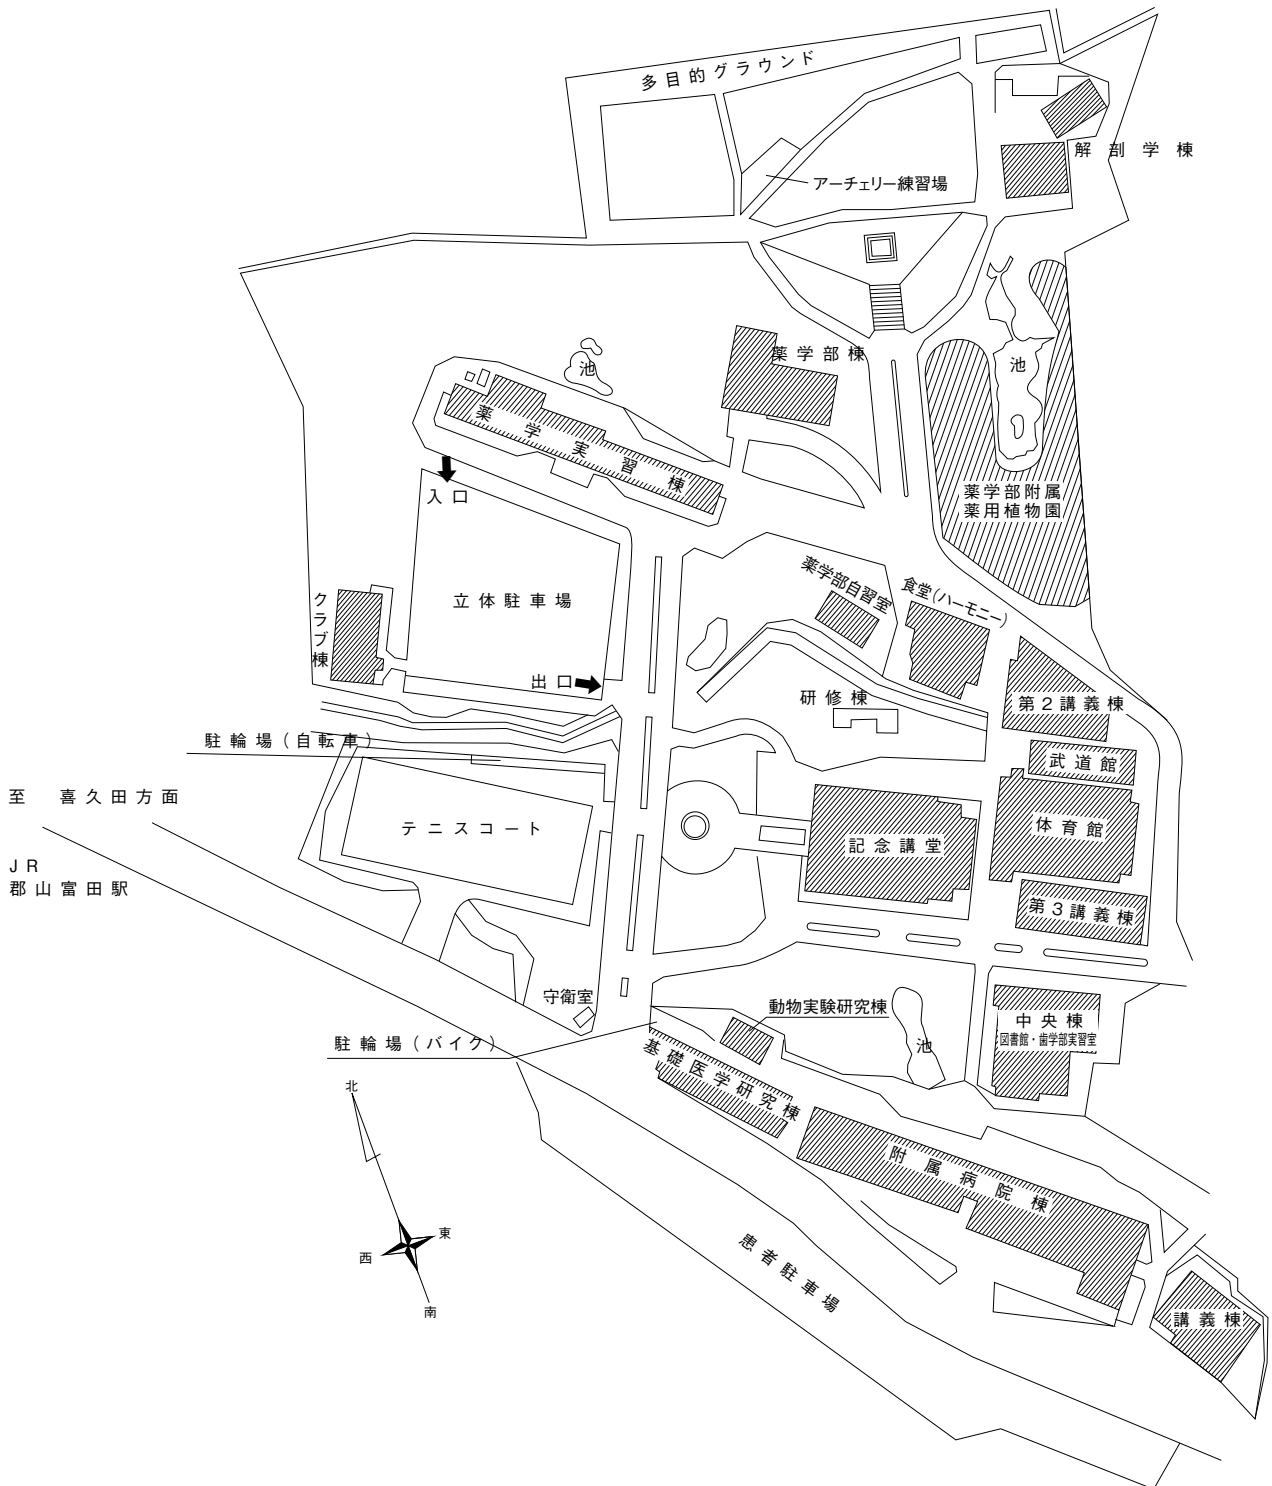 多目的グラウンド
解剖学棟
アーチェリー練習場
薬学部棟
池
池
薬学実習棟
入口
薬学部附属
薬用植物園
薬学部自習室
食堂(ハーモニー)
立体駐車場
クラブ棟
出口
研修棟
第2講義棟
駐輪場(自転車)
武道館
至 喜久田方面
テニスコート
体育館
記念講堂
JR
郡山富田駅
第3講義棟
守衛室
動物実験研究棟
中央棟
図書館・歯学部実習室
池
駐輪場(バイク)
基礎医学研究棟
北
附属病院棟
東
西
患者駐車場
南
講義棟